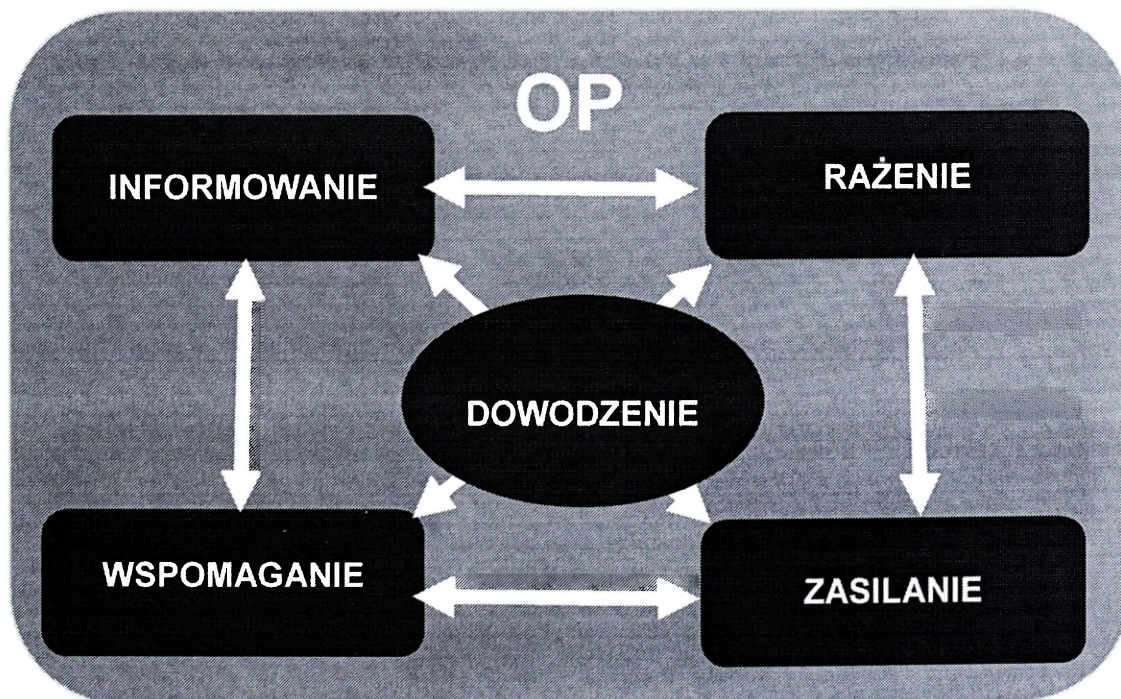 OP
INFORMOWANIE
RAŻENIE
DOWODZENIE
WSPOMAGANIE
ZASILANIE